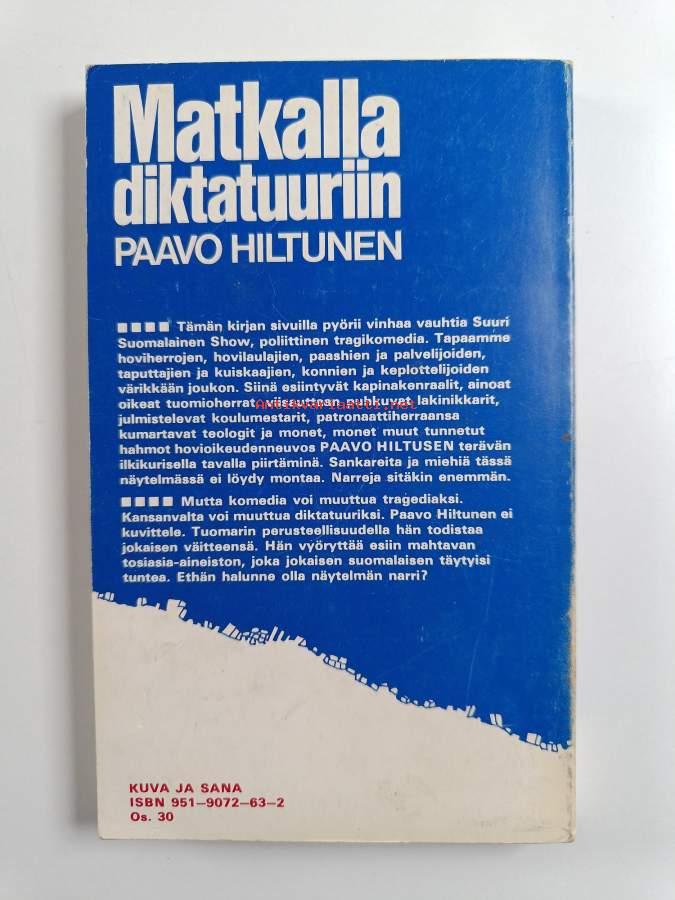 Matkalla
diktatuuriin
PAAVO HILTUNEN
Tämän kirjan sivuilla pyörii vinhaa vauhtia Suuri
Suomalainen Show, poliittinen tragikomedia. Tapaamme
hoviherrojen, hovilaulajien, paashien ja palvelijoiden,
taputtajien ja kuiskaajien, konnien ja keplottelijoiden
värikkään joukon. Siinä esiintyvät kapinakenraalit, ainoat
oikeat tuomioherrat, viisauttaan puhkuvat lakinikkarit,
Antikvariaatti.net
julmistelevat koulumestarit, patronaattiherraansa
kumartavat teologit ja monet, monet muut tunnetut
hahmot hovioikeudenneuvos PAAVO HILTUSEN terävän
ilkikurisella tavalla piirtäminä. Sankareita ja miehiä tässä
näytelmässä ei löydy montaa. Narreja sitäkin enemmän.
Mutta komedia voi muuttua tragediaksi.
Kansanvalta voi muuttua diktatuuriksi. Paavo Hiltunen ei
kuvittele. Tuomarin perusteellisuudella hän todistaa
jokaisen väitteensä. Hän vyöryttää esiin mahtavan
tosiasia-aineiston, joka jokaisen suomalaisen täytyisi
tuntea. Ethän halunne olla näytelmän narri?
KUVA JA SANA
ISBN 951-9072-63-2
Os. 30